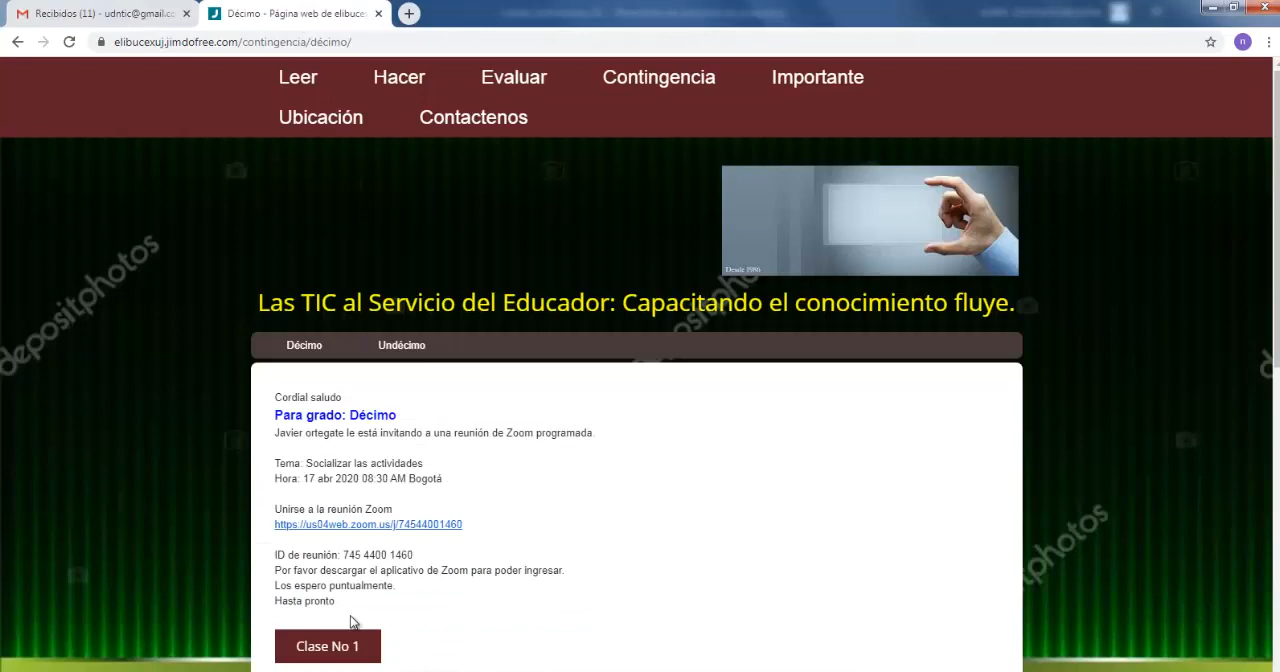 Recibidos (11) - udntic@gmail.cc
Décimo - Página web de elibuce
elibucexuj.jimdofree.com/contingencia/décimo/
n
Leer Hacer Evaluar Contingencia Importante
Ubicación Contactenos
Desde 1986
Las TIC al Servicio del Educador: Capacitando el conocimiento fluye.
Décimo Undécimo
Cordial saludo
Para grado: Décimo
Javier ortegate le está invitando a una reunión de Zoom programada.
Tema: Socializar las actividades
Hora: 17 abr 2020 08:30 AM Bogotá
Unirse a la reunión Zoom
https://us04web.zoom.us/j/74544001460
ID de reunión: 745 4400 1460
Por favor descargar el aplicativo de Zoom para poder ingresar.
Los espero puntualmente.
Hasta pronto
Clase No 1
depositphotos
depositphotos